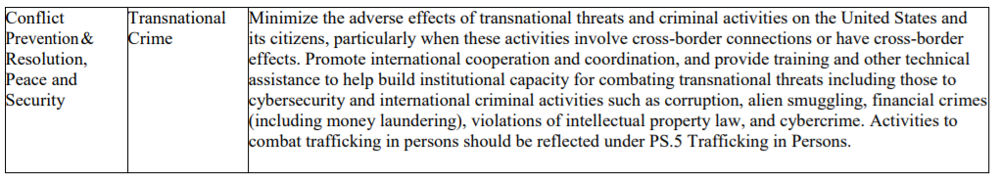 Conflict
Prevention &
Resolution,
Peace and
Security
Transnational
Crime
Minimize the adverse effects of transnational threats and criminal activities on the United States and
its citizens, particularly when these activities involve cross-border connections or have cross-border
effects. Promote international cooperation and coordination, and provide training and other technical
assistance to help build institutional capacity for combating transnational threats including those to
cybersecurity and international criminal activities such as corruption, alien smuggling, financial crimes
(including money laundering), violations of intellectual property law, and cybercrime. Activities to
combat trafficking in persons should be reflected under PS.5 Trafficking in Persons.